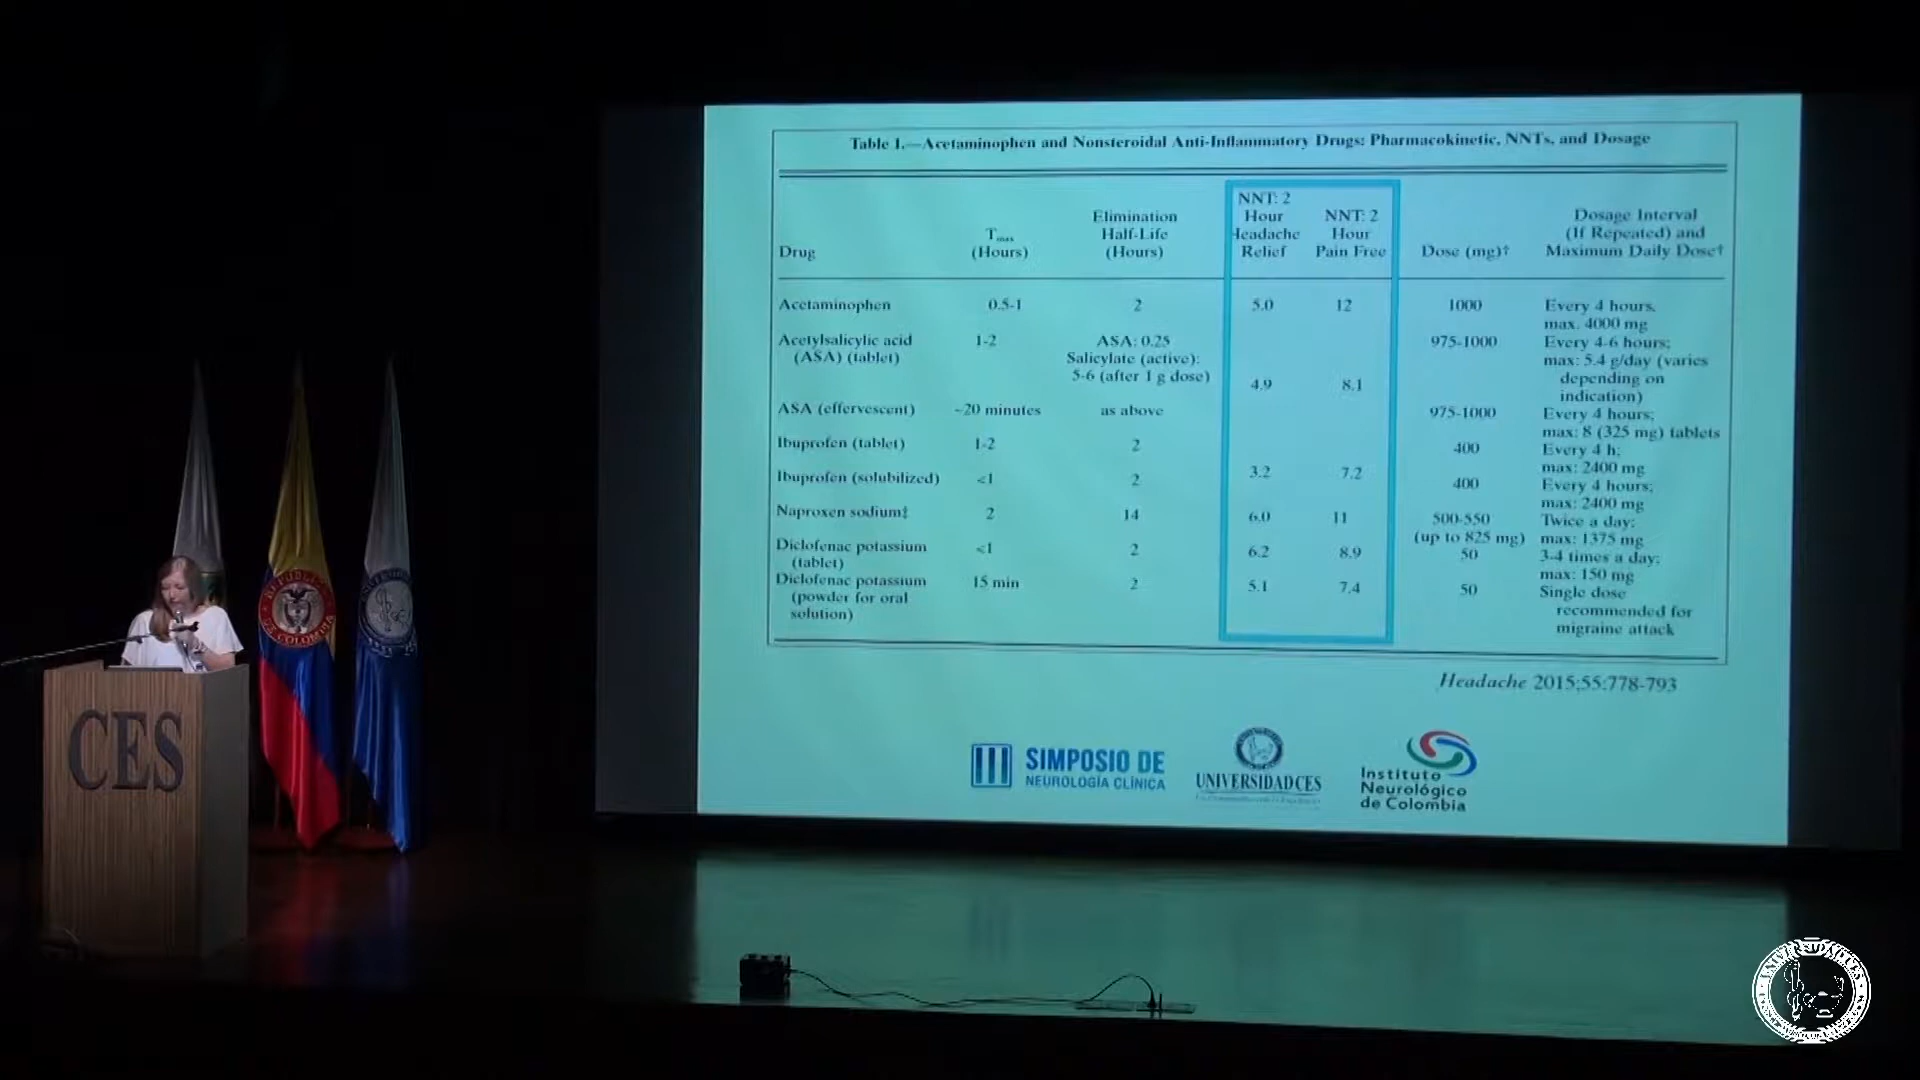 Table 1.—Acetaminophen and Nonsteroidal Anti-Inflammatory Drugs: Pharmacokinetic, NNTs, and Dosage
Drug
Tmax
(Hours)
Elimination
Half-Life
(Hours)
NNT: 2
Hour
Headache
Relief
NNT: 2
Hour
Pain Free
Dose (mg)†
Dosage Interval
(If Repeated) and
Maximum Daily Dose†
Acetaminophen 0.5-1 2 5.0 12 1000 Every 4 hours,
max. 4000 mg
Acetylsalicylic acid
(ASA) (tablet)
1-2
ASA: 0.25
Salicylate (active):
5-6 (after 1 g dose)
4.9 8.1
975-1000
Every 4-6 hours;
max: 5.4 g/day (varies
depending on
indication)
ASA (effervescent) ~20 minutes as above 975-1000 Every 4 hours;
max: 8 (325 mg) tablets
Ibuprofen (tablet) 1-2 2 400 Every 4 h;
max: 2400 mg
3.2 7.2
Ibuprofen (solubilized) <1 2 400 Every 4 hours;
max: 2400 mg
Naproxen sodium‡ 2 14 6.0 11 500-550
(up to 825 mg)
Twice a day;
max: 1375 mg
Diclofenac potassium
(tablet)
<1 2 6.2 8.9 50 3-4 times a day;
max: 150 mg
Diclofenac potassium
(powder for oral
solution)
15 min 2 5.1 7.4 50 Single dose
recommended for
migraine attack
Headache 2015;55:778-793
III SIMPOSIO DE
NEUROLOGÍA CLÍNICA
UNIVERSIDAD CES
Instituto
Neurológico
de Colombia
CES
REPUBLICA
DE COLOMBIA